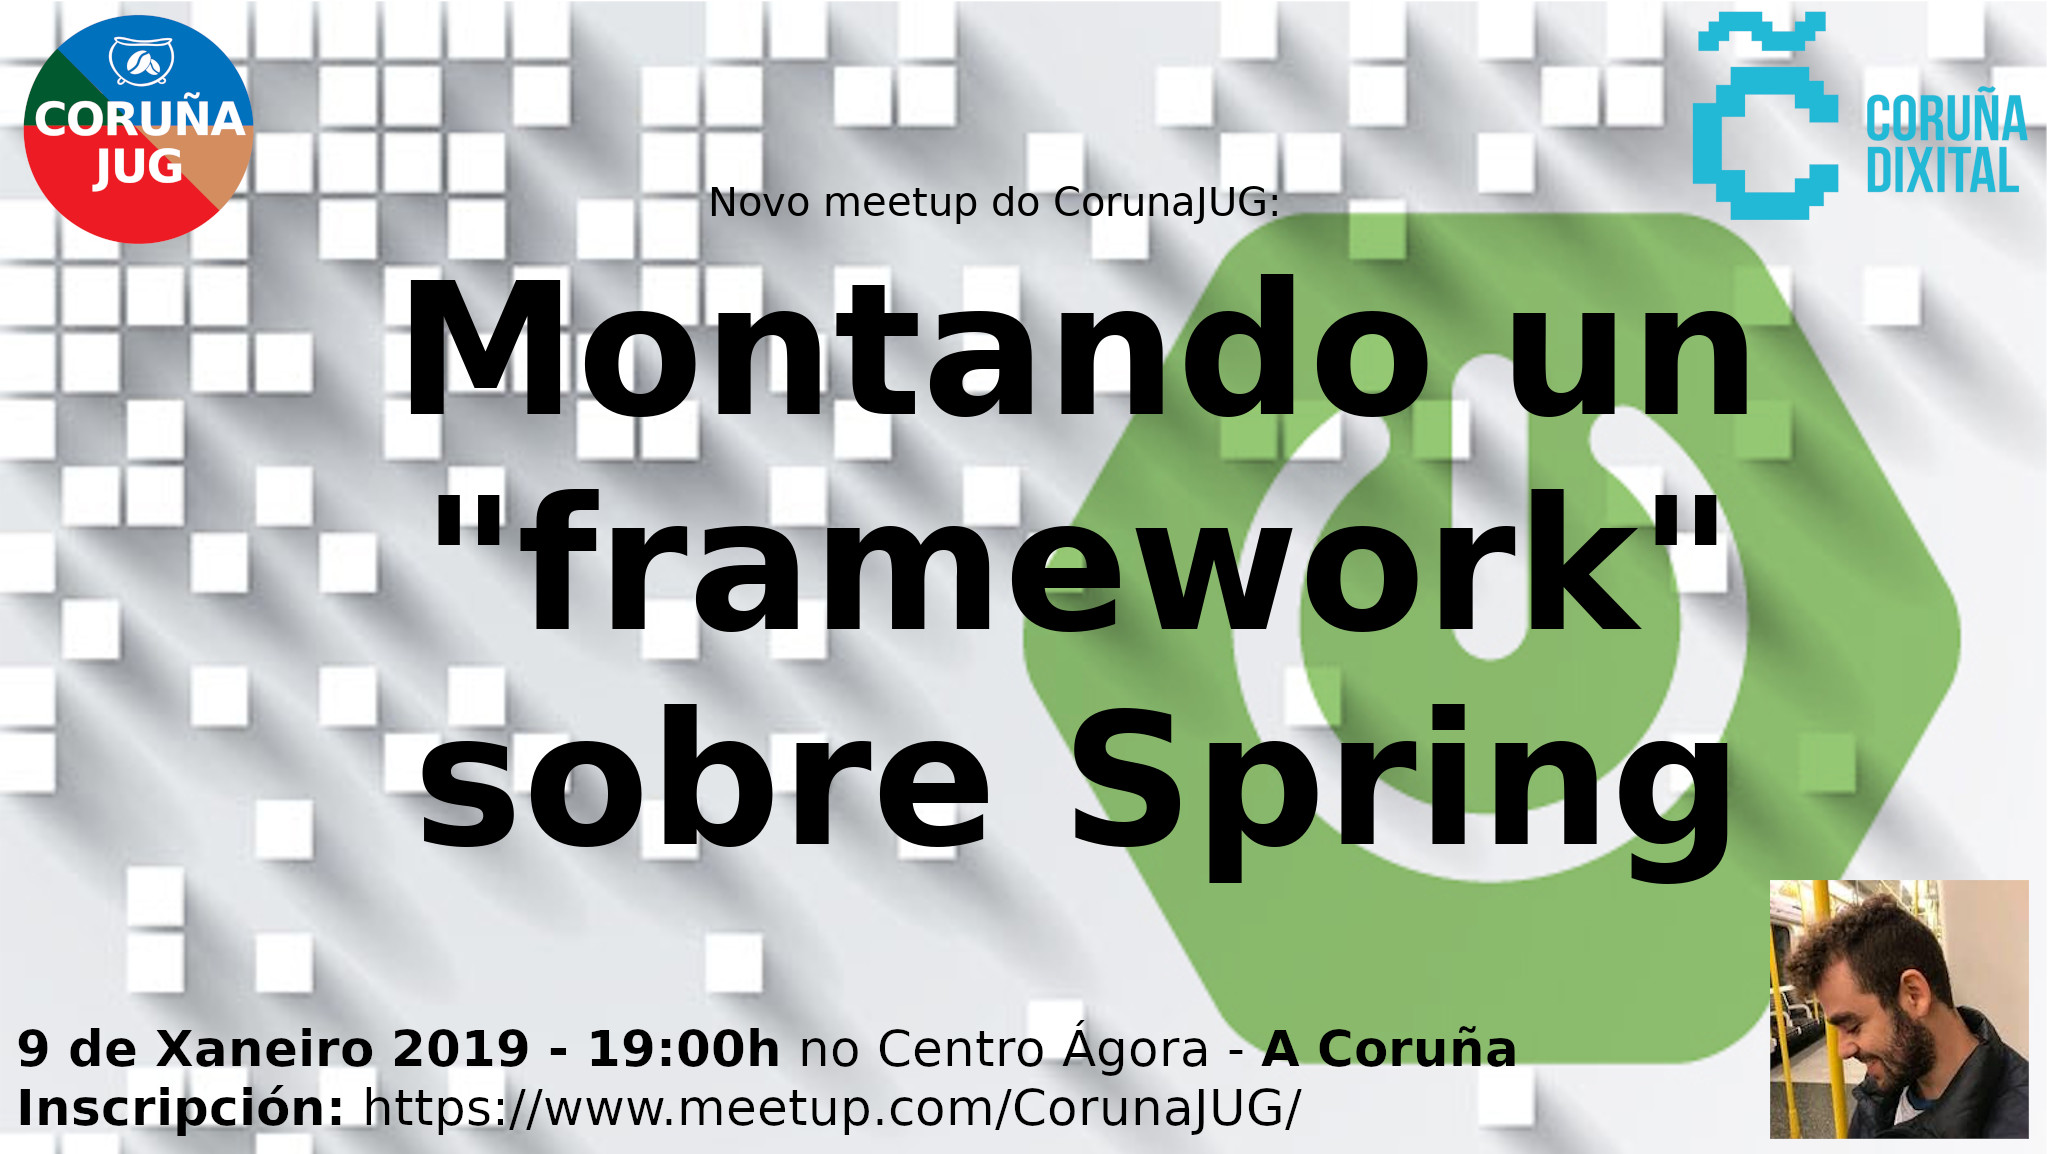 CORUÑA
JUG
CORUÑA
DIXITAL
Novo meetup do CorunaJUG:
Montando un
"framework"
sobre Spring
9 de Xaneiro 2019 - 19:00h no Centro Ágora - A Coruña
Inscripción: https://www.meetup.com/CorunaJUG/